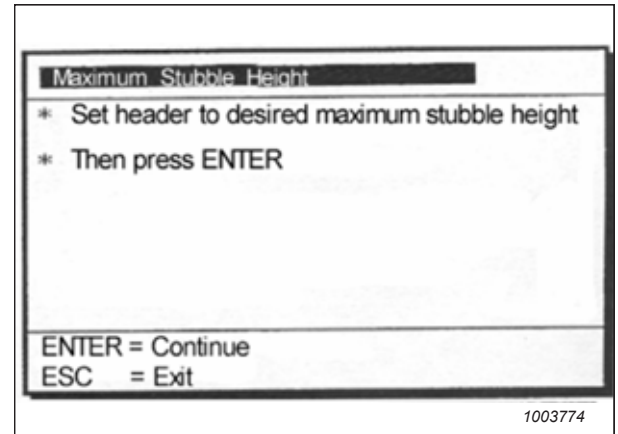 Maximum Stubble Height
* Set header to desired maximum stubble height
* Then press ENTER
ENTER = Continue
ESC = Exit
1003774